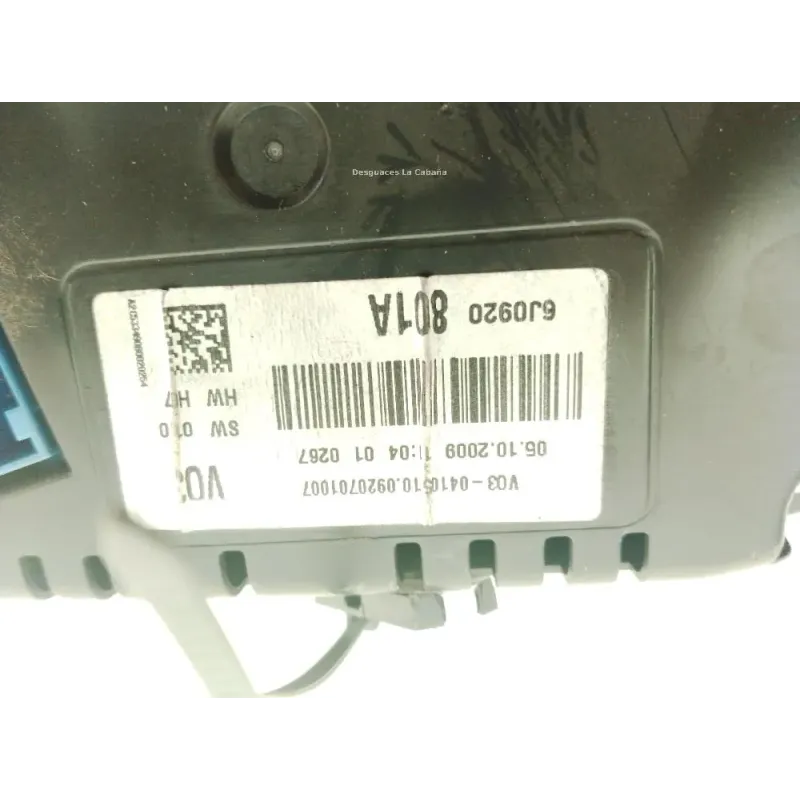 Desguaces La Cabaña
6J0920 801A
HW H07
SW 010
05.10.2009 11:04 01 0267
V03-0410510.0920701007
V03